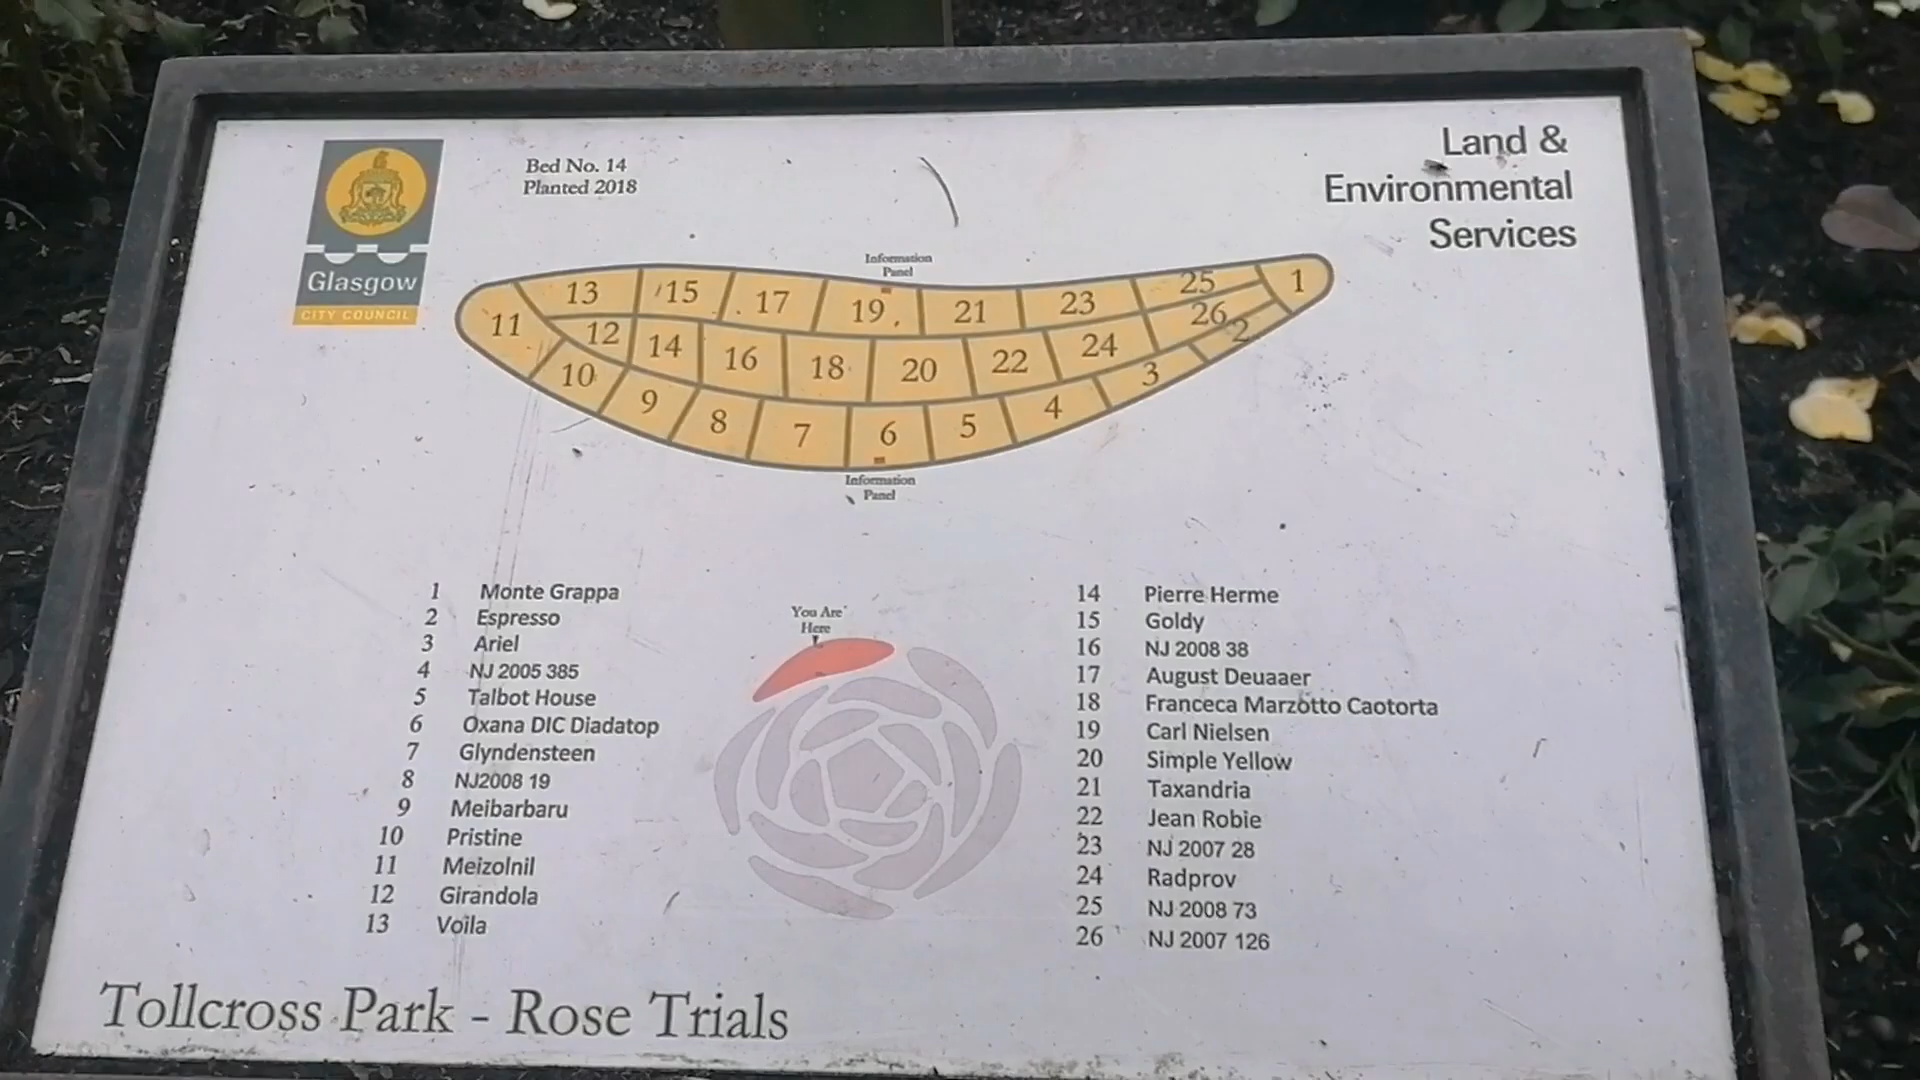 Glasgow
CITY COUNCIL
Bed No. 14
Planted 2018
Land &
Environmental
Services
Information
Panel
13
15
17
19
21
23
25
1
11
12
14
16
18
20
22
24
26
2
10
9
8
7
6
5
4
3
Information
Panel
1 Monte Grappa
2 Espresso
3 Ariel
4 NJ 2005 385
5 Talbot House
6 Oxana DIC Diadatop
7 Glyndensteen
8 NJ2008 19
9 Meibarbaru
10 Pristine
11 Meizolnil
12 Girandola
13 Voila
You Are
Here
14 Pierre Herme
15 Goldy
16 NJ 2008 38
17 August Deuaaer
18 Franceca Marzotto Caotorta
19 Carl Nielsen
20 Simple Yellow
21 Taxandria
22 Jean Robie
23 NJ 2007 28
24 Radprov
25 NJ 2008 73
26 NJ 2007 126
Tollcross Park - Rose Trials